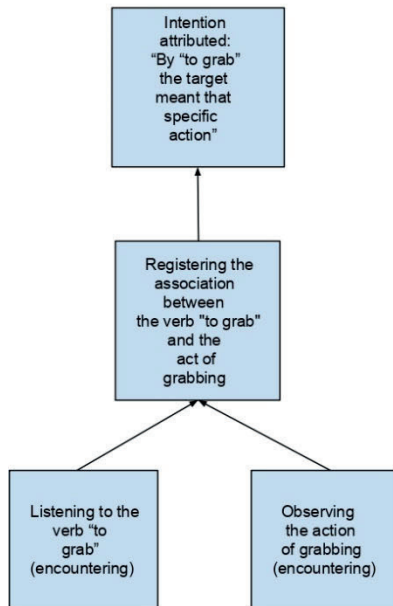 Intention
attributed:
“By “to grab”
the target
meant that
specific
action”
Registering the
association
between
the verb "to grab"
and the
act of
grabbing
Listening to the
verb “to
grab”
(encountering)
Observing
the action
of grabbing
(encountering)